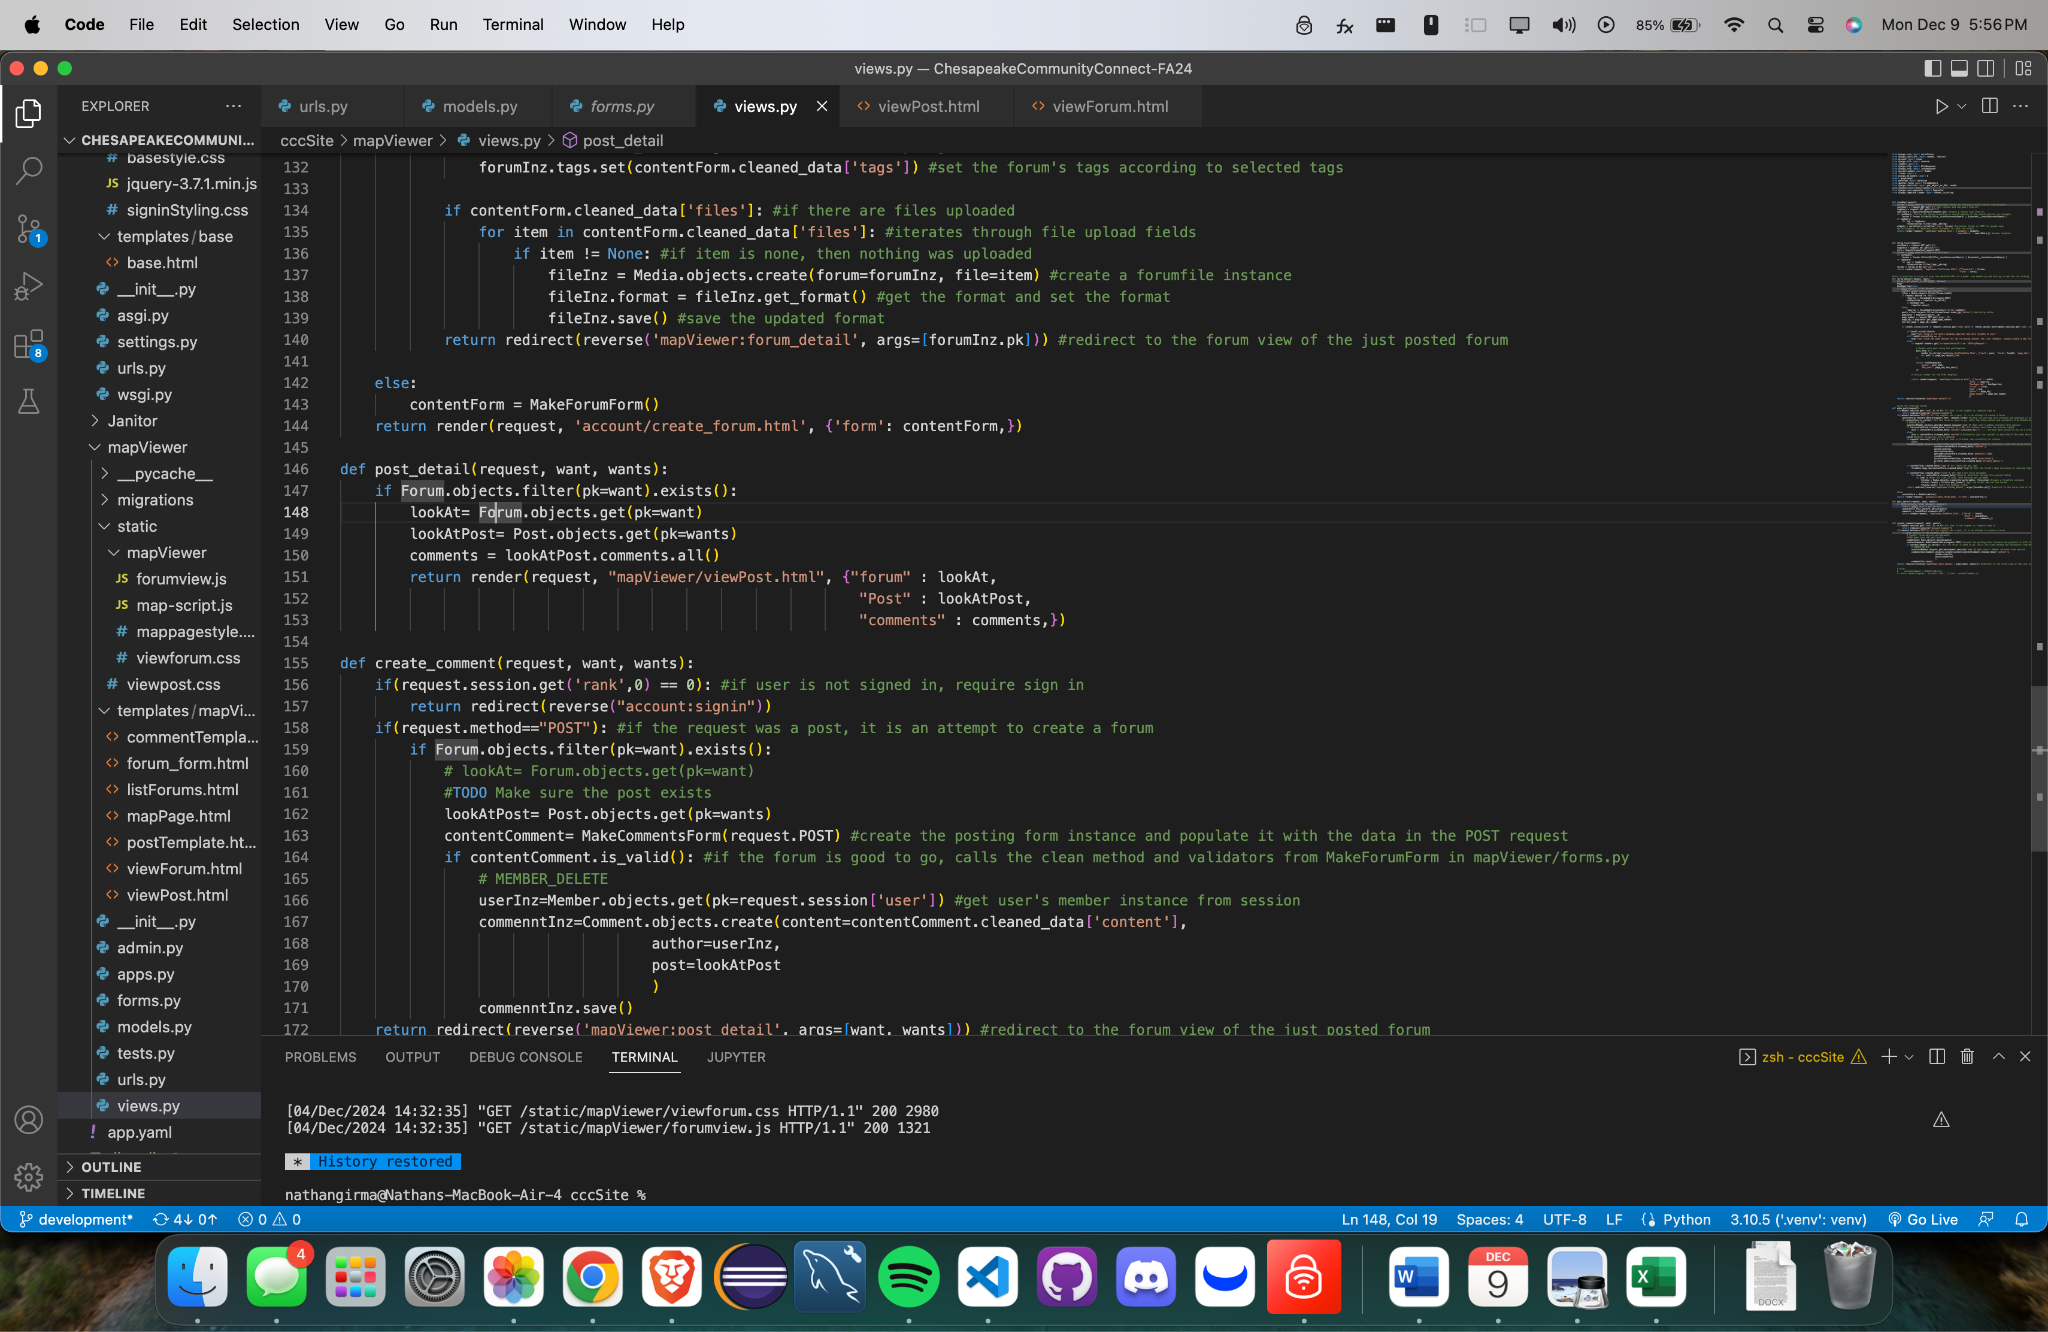 Code File Edit Selection View Go Run Terminal Window Help 85% Mon Dec 9 5:56 PM
views.py — ChesapeakeCommunityConnect-FA24
EXPLORER
urls.py models.py forms.py views.py viewPost.html viewForum.html
CHESAPEAKECOMMUNI...
cccSite > mapViewer > views.py > post_detail
basestyle.css
jquery-3.7.1.min.js
signinStyling.css
templates/base
base.html
__init__.py
asgi.py
settings.py
urls.py
wsgi.py
Janitor
mapViewer
__pycache__
migrations
static
mapViewer
forumview.js
map-script.js
mappagestyle....
viewforum.css
viewpost.css
templates/mapVi...
commentTempla...
forum_form.html
listForums.html
mapPage.html
postTemplate.ht...
viewForum.html
viewPost.html
__init__.py
admin.py
apps.py
forms.py
models.py
tests.py
urls.py
views.py
app.yaml
OUTLINE
TIMELINE
1
8
132 forumInz.tags.set(contentForm.cleaned_data['tags']) #set the forum's tags according to selected tags
133
134 if contentForm.cleaned_data['files']: #if there are files uploaded
135 for item in contentForm.cleaned_data['files']: #iterates through file upload fields
136 if item != None: #if item is none, then nothing was uploaded
137 fileInz = Media.objects.create(forum=forumInz, file=item) #create a forumfile instance
138 fileInz.format = fileInz.get_format() #get the format and set the format
139 fileInz.save() #save the updated format
140 return redirect(reverse('mapViewer:forum_detail', args=[forumInz.pk])) #redirect to the forum view of the just posted forum
141
142 else:
143 contentForm = MakeForumForm()
144 return render(request, 'account/create_forum.html', {'form': contentForm,})
145
146 def post_detail(request, want, wants):
147 if Forum.objects.filter(pk=want).exists():
148 lookAt= Forum.objects.get(pk=want)
149 lookAtPost= Post.objects.get(pk=wants)
150 comments = lookAtPost.comments.all()
151 return render(request, "mapViewer/viewPost.html", {"forum" : lookAt,
152 "Post" : lookAtPost,
153 "comments" : comments,})
154
155 def create_comment(request, want, wants):
156 if(request.session.get('rank',0) == 0): #if user is not signed in, require sign in
157 return redirect(reverse("account:signin"))
158 if(request.method=="POST"): #if the request was a post, it is an attempt to create a forum
159 if Forum.objects.filter(pk=want).exists():
160 # lookAt= Forum.objects.get(pk=want)
161 #TODO Make sure the post exists
162 lookAtPost= Post.objects.get(pk=wants)
163 contentComment= MakeCommentsForm(request.POST) #create the posting form instance and populate it with the data in the POST request
164 if contentComment.is_valid(): #if the forum is good to go, calls the clean method and validators from MakeForumForm in mapViewer/forms.py
165 # MEMBER_DELETE
166 userInz=Member.objects.get(pk=request.session['user']) #get user's member instance from session
167 commenntInz=Comment.objects.create(content=contentComment.cleaned_data['content'],
168 author=userInz,
169 post=lookAtPost
170 )
171 commenntInz.save()
172 return redirect(reverse('mapViewer:post_detail', args=[want, wants])) #redirect to the forum view of the just posted forum
PROBLEMS OUTPUT DEBUG CONSOLE TERMINAL JUPYTER zsh - cccSite
[04/Dec/2024 14:32:35] "GET /static/mapViewer/viewforum.css HTTP/1.1" 200 2980
[04/Dec/2024 14:32:35] "GET /static/mapViewer/forumview.js HTTP/1.1" 200 1321
* History restored
nathangirma@Nathans-MacBook-Air-4 cccSite %
development* 4↓ 0↑ 0 0 Ln 148, Col 19 Spaces: 4 UTF-8 LF Python 3.10.5 ('.venv': venv) Go Live
4
DEC
9
W
X
DOCX